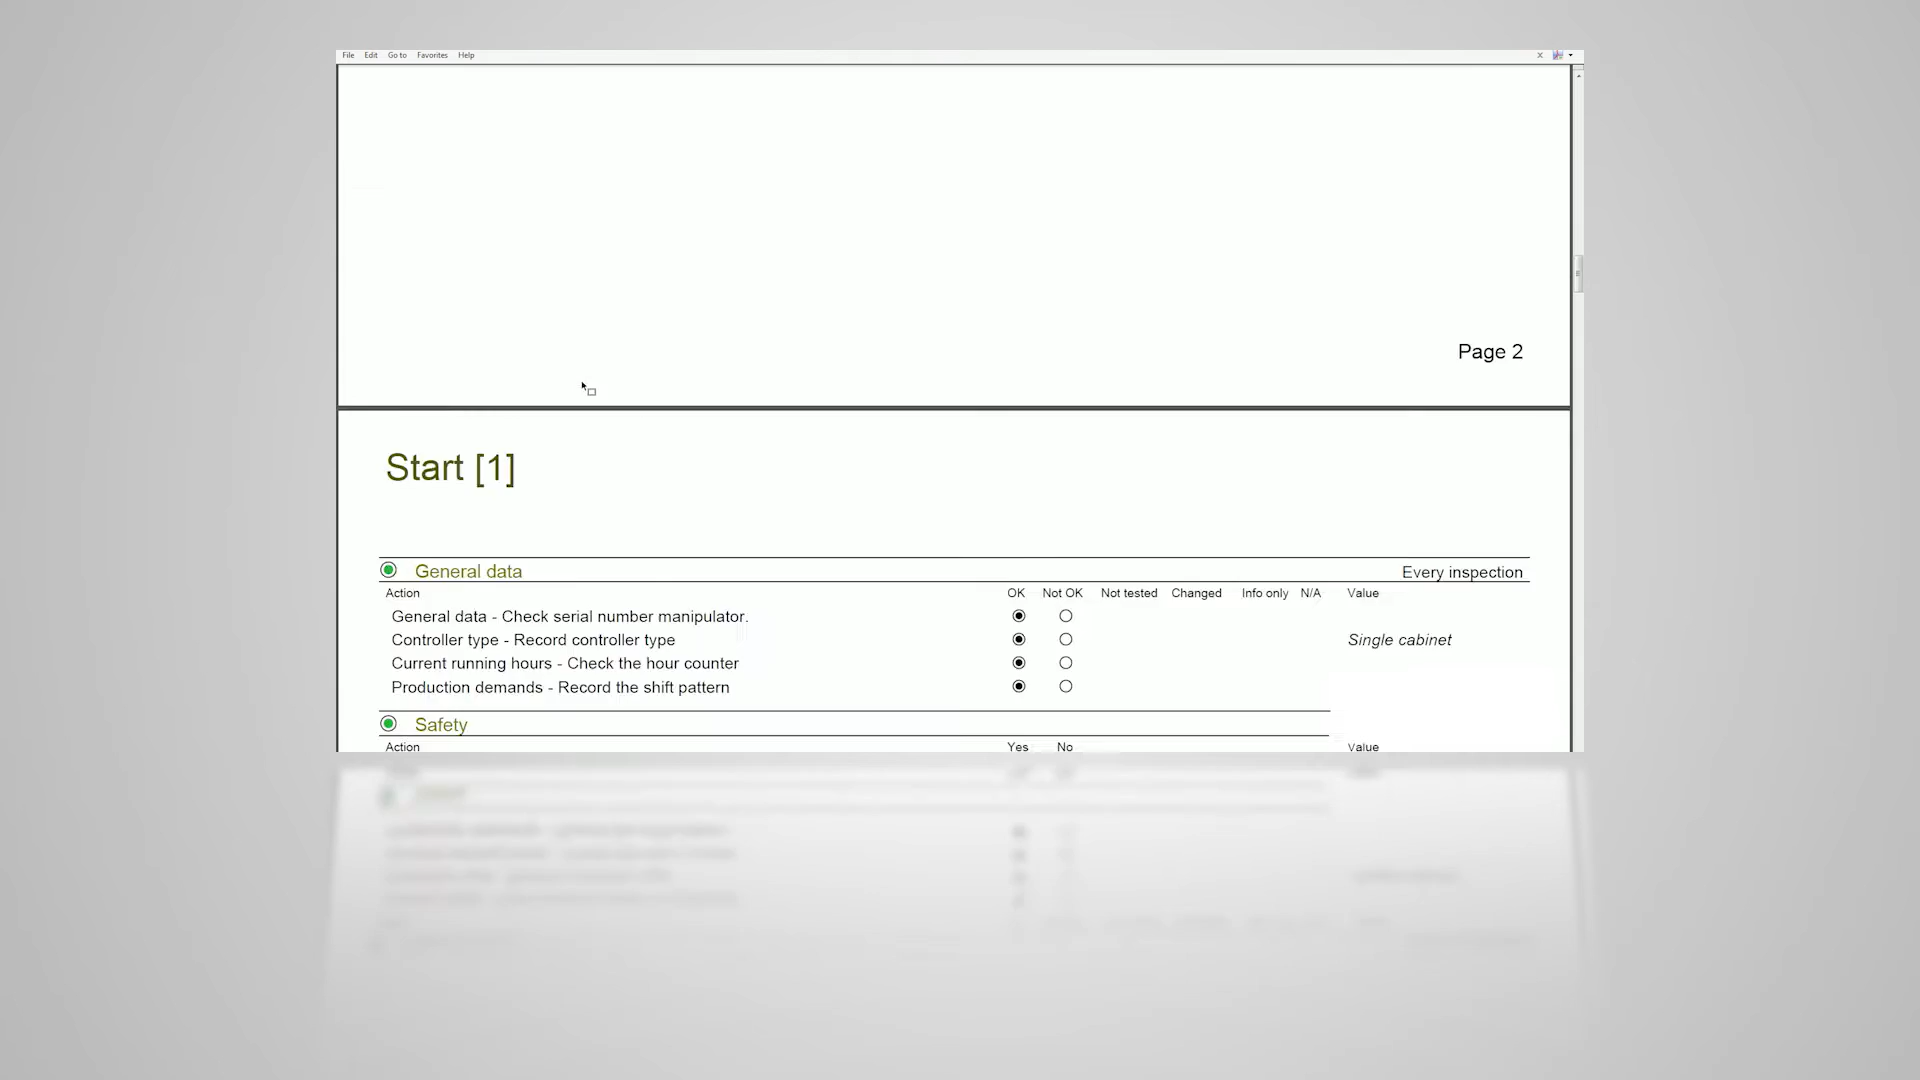 File Edit Go to Favorites Help
Page 2
Start [1]
General data Every inspection
Action OK Not OK Not tested Changed Info only N/A Value
General data - Check serial number manipulator.
Controller type - Record controller type Single cabinet
Current running hours - Check the hour counter
Production demands - Record the shift pattern
Safety
Action Yes No Value